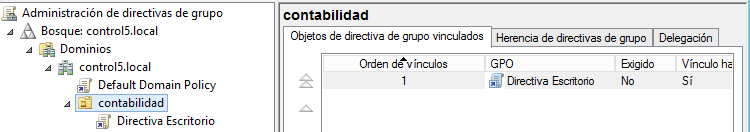 Administración de directivas de grupo
Bosque: control5.local
Dominios
control5.local
Default Domain Policy
contabilidad
Directiva Escritorio
contabilidad
Objetos de directiva de grupo vinculados Herencia de directivas de grupo Delegación
Orden de vínculos GPO Exigido Vínculo ha
1 Directiva Escritorio No Sí